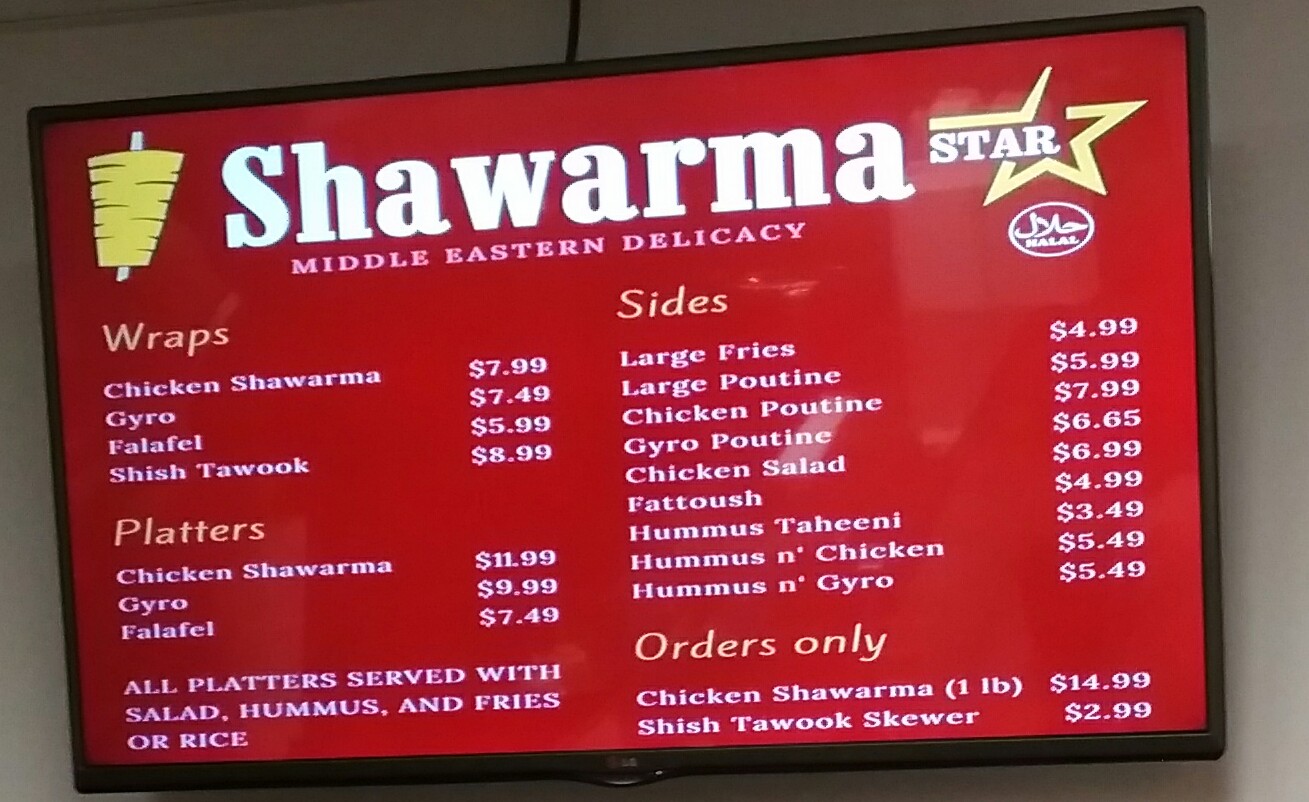 Shawarma STAR
MIDDLE EASTERN DELICACY
حلال
HALAL
Wraps
Chicken Shawarma $7.99
Gyro $7.49
Falafel $5.99
Shish Tawook $8.99
Platters
Chicken Shawarma $11.99
Gyro $9.99
Falafel $7.49
ALL PLATTERS SERVED WITH
SALAD, HUMMUS, AND FRIES
OR RICE
Sides
Large Fries $4.99
Large Poutine $5.99
Chicken Poutine $7.99
Gyro Poutine $6.65
Chicken Salad $6.99
Fattoush $4.99
Hummus Taheeni $3.49
Hummus n' Chicken $5.49
Hummus n' Gyro $5.49
Orders only
Chicken Shawarma (1 lb) $14.99
Shish Tawook Skewer $2.99
LG